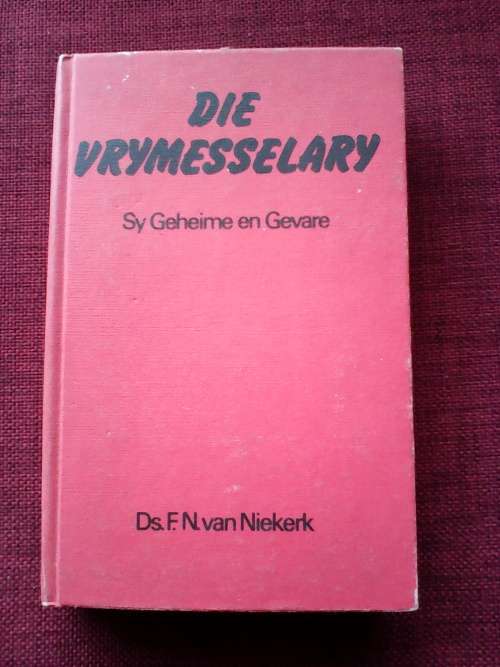 DIE
VRYMESSELARY
Sy Geheime en Gevare
Ds. F. N. van Niekerk